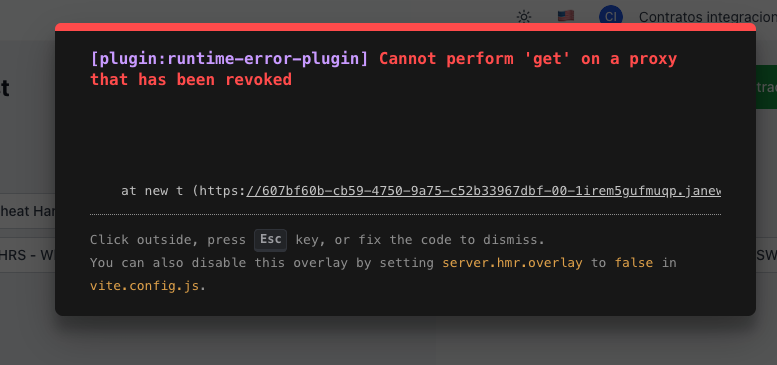 CI Contratos integracion
[plugin:runtime-error-plugin] Cannot perform 'get' on a proxy
that has been revoked
at new t (https://607bf60b-cb59-4750-9a75-c52b33967dbf-00-1irem5gufmuqp.janew
Click outside, press Esc key, or fix the code to dismiss.
You can also disable this overlay by setting server.hmr.overlay to false in
vite.config.js.
t
trac
heat Har
HRS - W
SW